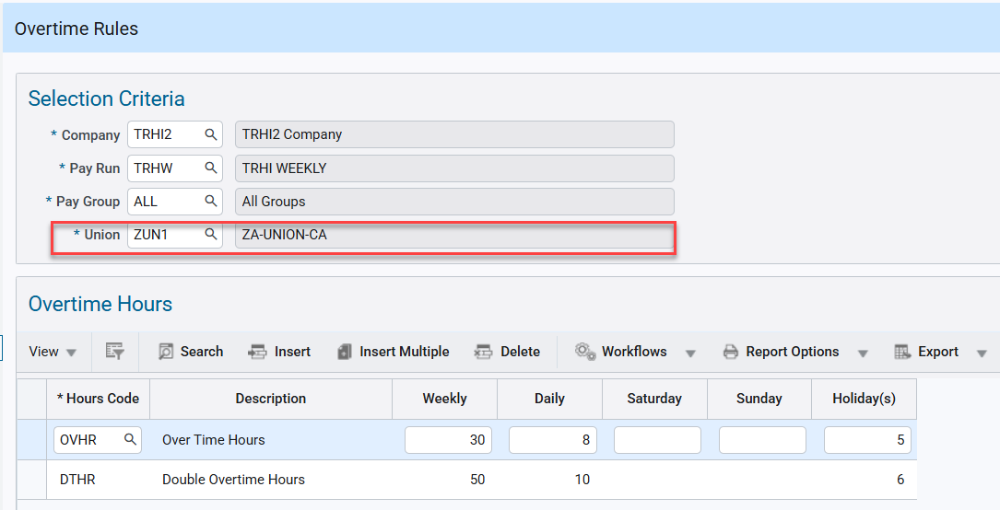 Overtime Rules
Selection Criteria
* Company TRHI2 TRHI2 Company
* Pay Run TRHW TRHI WEEKLY
* Pay Group ALL All Groups
* Union ZUN1 ZA-UNION-CA
Overtime Hours
View Search Insert Insert Multiple Delete Workflows Report Options Export
* Hours Code Description Weekly Daily Saturday Sunday Holiday(s)
OVHR Over Time Hours 30 8 5
DTHR Double Overtime Hours 50 10 6